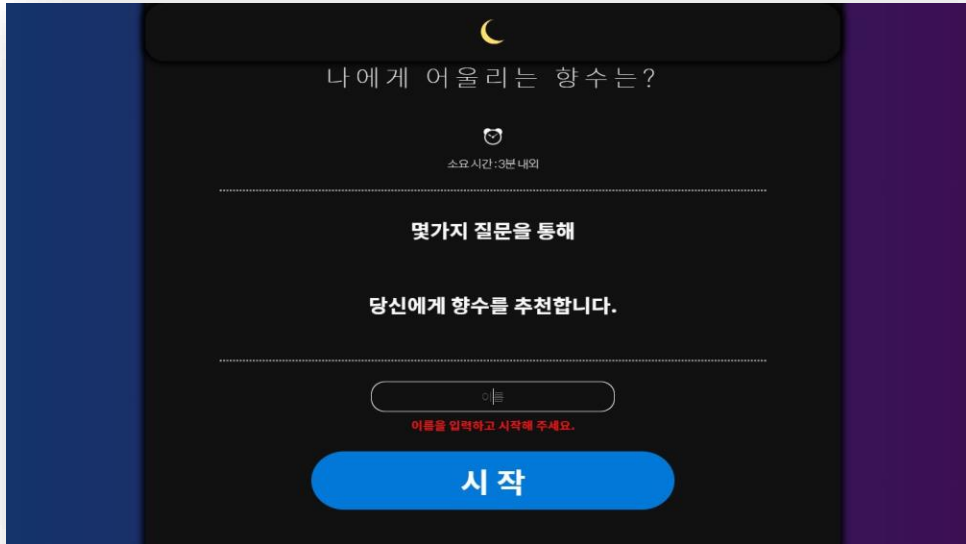 나에게 어울리는 향수는?
소요 시간 : 3분 내외
몇가지 질문을 통해
당신에게 향수를 추천합니다.
이름
이름을 입력하고 시작해 주세요.
시 작